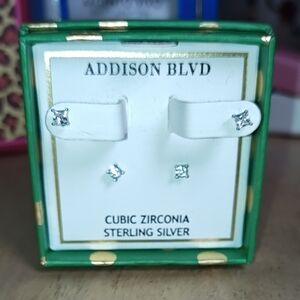 ADDISON BLVD
CUBIC ZIRCONIA
STERLING SILVER